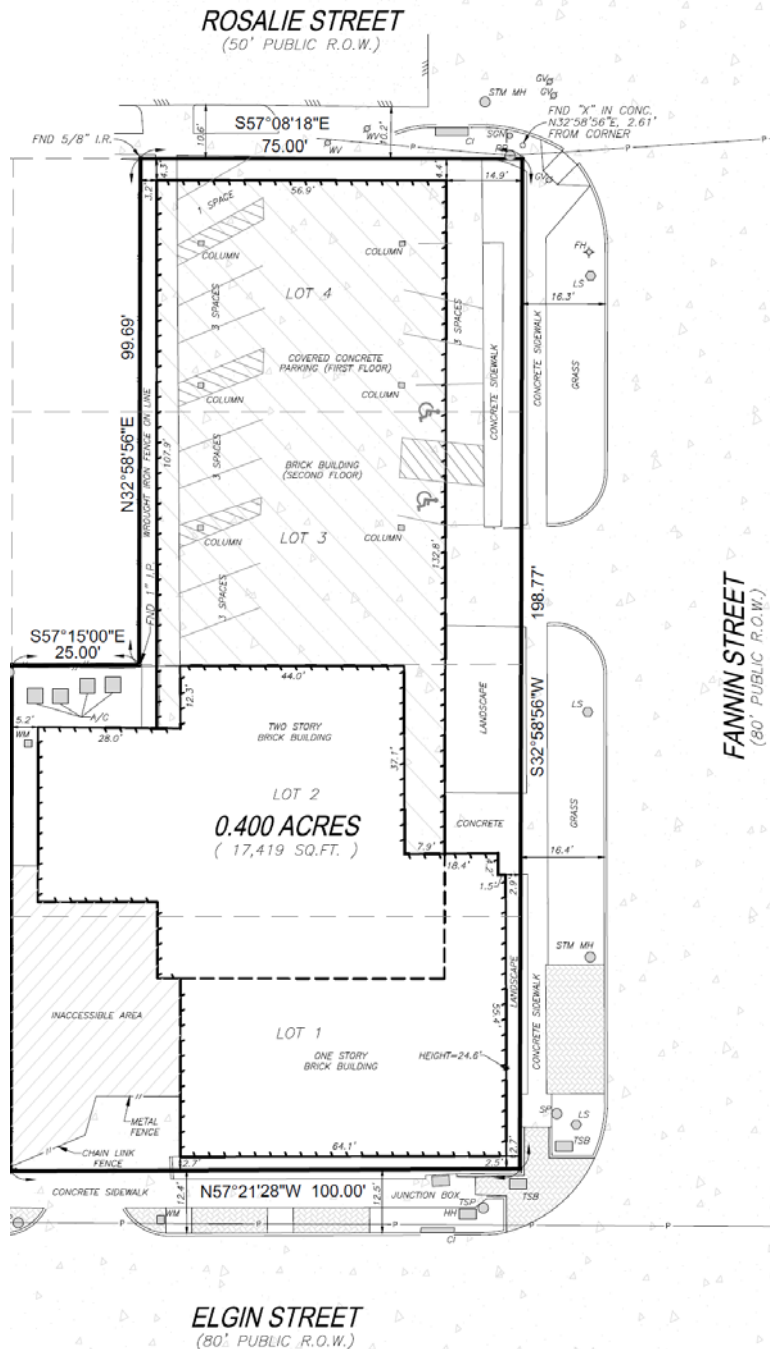 ROSALIE STREET
(50' PUBLIC R.O.W.)
GV
GV
STM MH
FND "X" IN CONC.
N32°58'56"E, 2.61'
FROM CORNER
S57°08'18"E
75.00'
10.6'
10.2'
WV
WV
CI
SGN
PP
P
P
GV
FND 5/8" I.R.
3.2'
4.3'
56.9'
4.4'
14.9'
1 SPACE
COLUMN
COLUMN
FH
LS
LOT 4
3 SPACES
3 SPACES
16.3'
99.69'
N32°58'56"E
WROUGHT IRON FENCE ON LINE
107.9'
COVERED CONCRETE
PARKING (FIRST FLOOR)
CONCRETE SIDEWALK
CONCRETE SIDEWALK
GRASS
COLUMN
COLUMN
3 SPACES
BRICK BUILDING
(SECOND FLOOR)
COLUMN
LOT 3
COLUMN
132.8'
3 SPACES
FND 1" I.P.
198.77'
S32°58'56"W
FANNIN STREET
(80' PUBLIC R.O.W.)
S57°15'00"E
25.00'
44.0'
12.3'
A/C
5.2'
WM
28.0'
TWO STORY
BRICK BUILDING
LANDSCAPE
LS
37.1'
LOT 2
0.400 ACRES
( 17,419 SQ.FT. )
CONCRETE
GRASS
7.9'
18.4'
4.2'
1.5'
2.9'
16.4'
STM MH
LANDSCAPE
CONCRETE SIDEWALK
INACCESSIBLE AREA
LOT 1
55.4'
ONE STORY
BRICK BUILDING
HEIGHT=24.6'
METAL
FENCE
CHAIN LINK
FENCE
SP
LS
TSB
64.1'
2.7'
2.7'
2.5'
CONCRETE SIDEWALK
12.4'
N57°21'28"W 100.00'
12.5'
JUNCTION BOX
TSP
TSB
HH
WM
P
P
P
CI
ELGIN STREET
(80' PUBLIC R.O.W.)